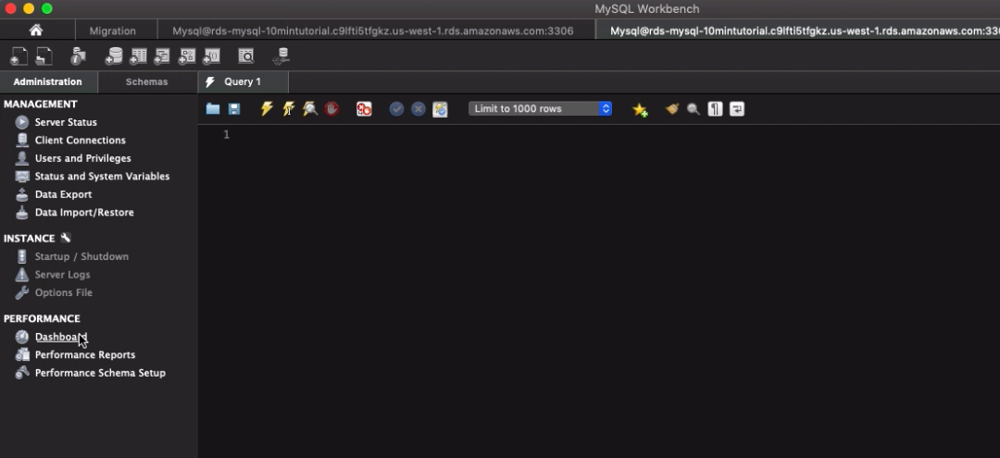 MySQL Workbench
Migration
Mysql@rds-mysql-10mintutorial.c9lfti5tfgkz.us-west-1.rds.amazonaws.com:3306
Mysql@rds-mysql-10mintutorial.c9lfti5tfgkz.us-west-1.rds.amazonaws.com:330
Administration
Schemas
Query 1
MANAGEMENT
Server Status
Client Connections
Users and Privileges
Status and System Variables
Data Export
Data Import/Restore
INSTANCE
Startup / Shutdown
Server Logs
Options File
PERFORMANCE
Dashboard
Performance Reports
Performance Schema Setup
Limit to 1000 rows
1